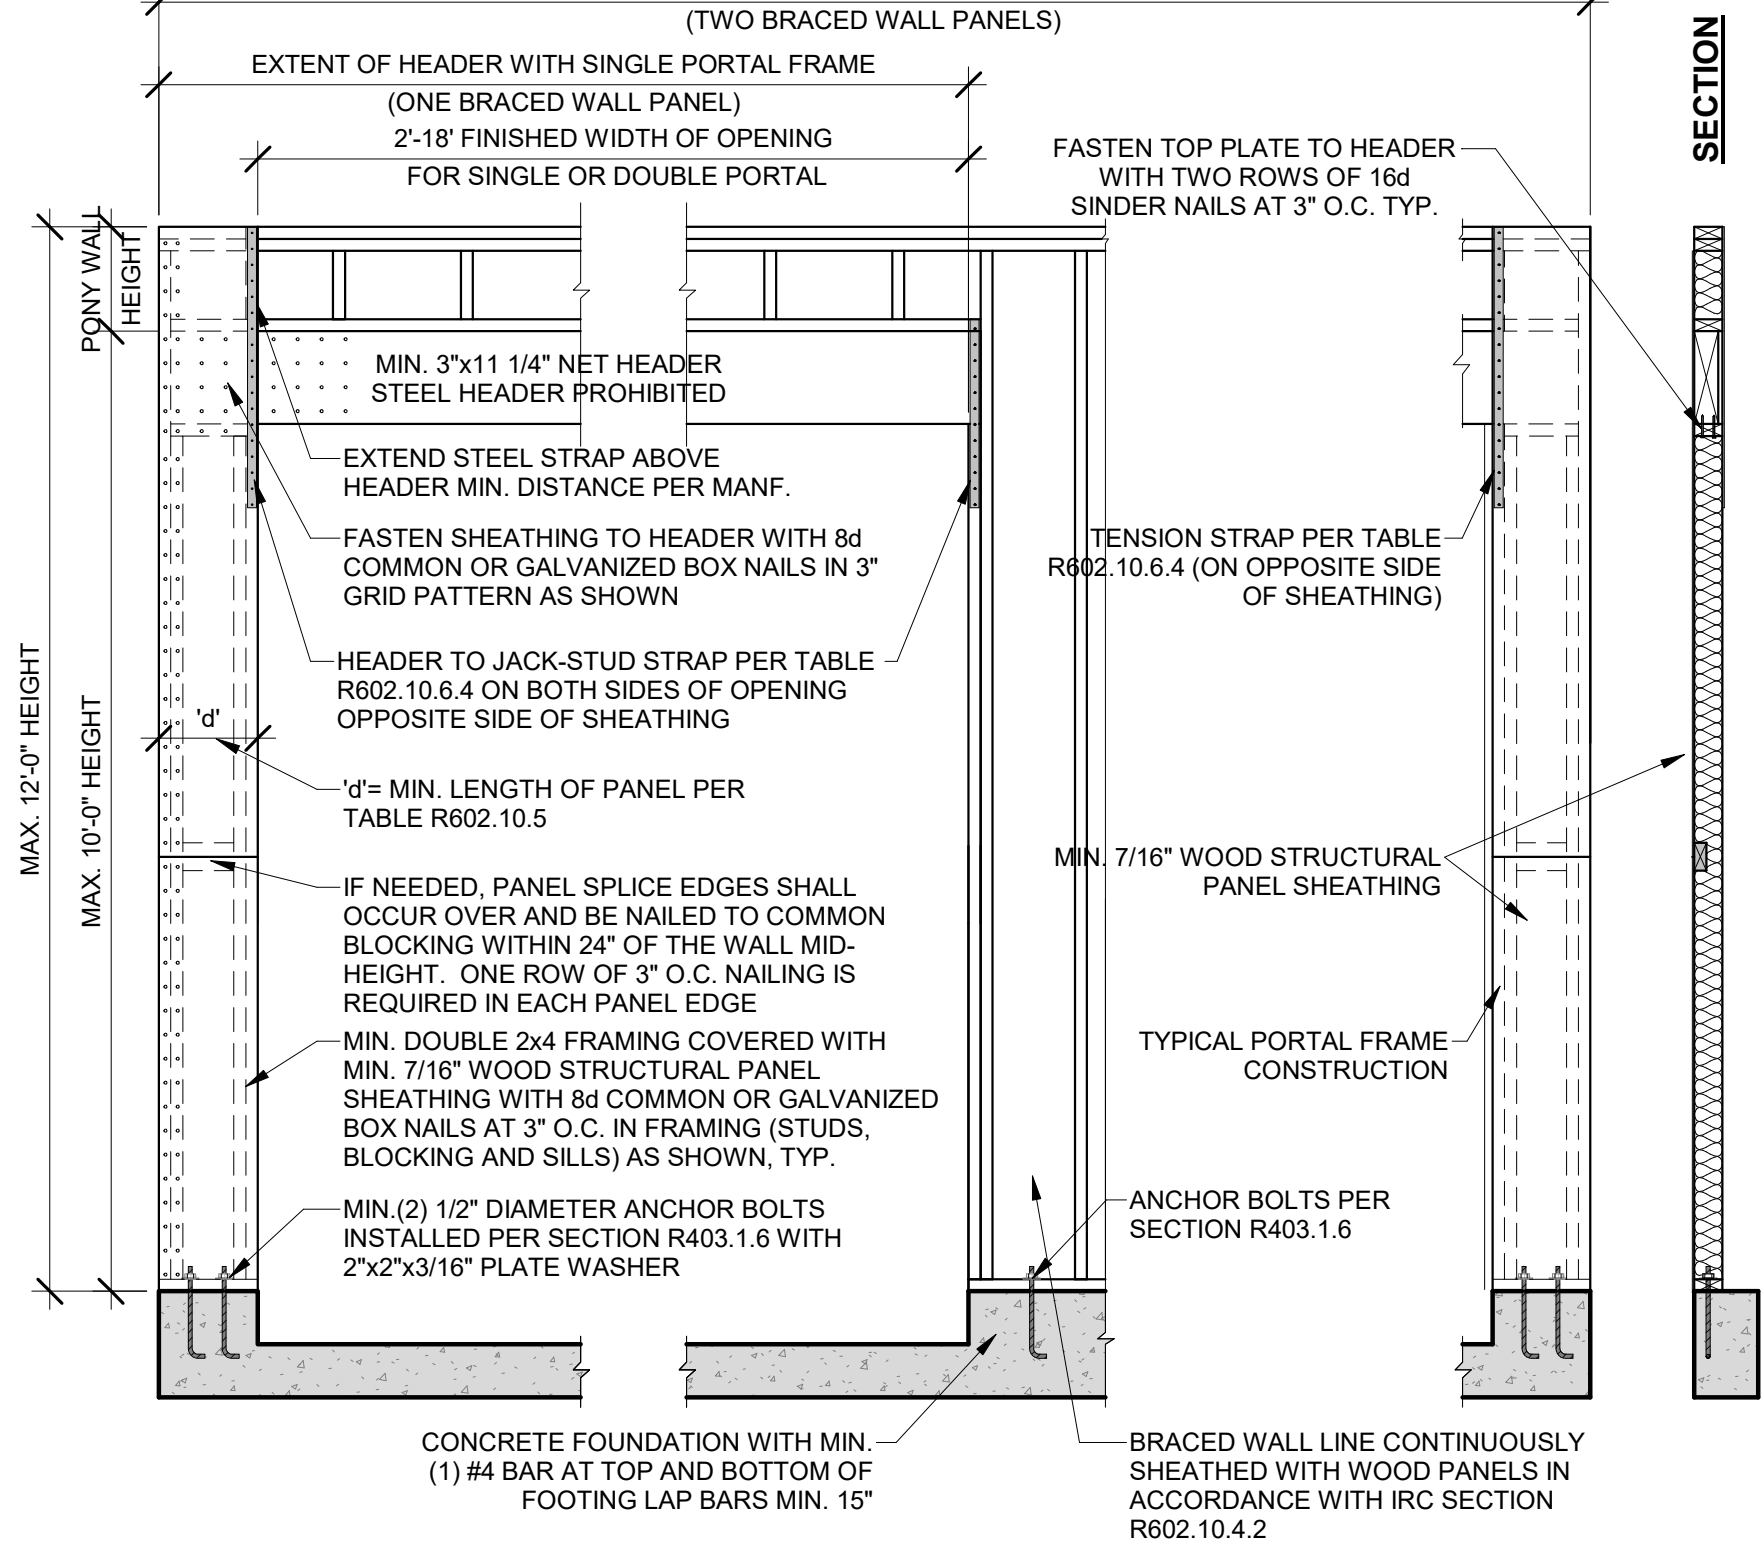 (TWO BRACED WALL PANELS)
EXTENT OF HEADER WITH SINGLE PORTAL FRAME
(ONE BRACED WALL PANEL)
2'-18' FINISHED WIDTH OF OPENING
FOR SINGLE OR DOUBLE PORTAL
FASTEN TOP PLATE TO HEADER
WITH TWO ROWS OF 16d
SINDER NAILS AT 3" O.C. TYP.
SECTION
PONY WALL
HEIGHT
MIN. 3"x11 1/4" NET HEADER
STEEL HEADER PROHIBITED
EXTEND STEEL STRAP ABOVE
HEADER MIN. DISTANCE PER MANF.
FASTEN SHEATHING TO HEADER WITH 8d
COMMON OR GALVANIZED BOX NAILS IN 3"
GRID PATTERN AS SHOWN
TENSION STRAP PER TABLE
R602.10.6.4 (ON OPPOSITE SIDE
OF SHEATHING)
HEADER TO JACK-STUD STRAP PER TABLE
R602.10.6.4 ON BOTH SIDES OF OPENING
OPPOSITE SIDE OF SHEATHING
MAX. 12'-0" HEIGHT
MAX. 10'-0" HEIGHT
'd'
'd'= MIN. LENGTH OF PANEL PER
TABLE R602.10.5
MIN. 7/16" WOOD STRUCTURAL
PANEL SHEATHING
IF NEEDED, PANEL SPLICE EDGES SHALL
OCCUR OVER AND BE NAILED TO COMMON
BLOCKING WITHIN 24" OF THE WALL MID-
HEIGHT. ONE ROW OF 3" O.C. NAILING IS
REQUIRED IN EACH PANEL EDGE
MIN. DOUBLE 2x4 FRAMING COVERED WITH
MIN. 7/16" WOOD STRUCTURAL PANEL
SHEATHING WITH 8d COMMON OR GALVANIZED
BOX NAILS AT 3" O.C. IN FRAMING (STUDS,
BLOCKING AND SILLS) AS SHOWN, TYP.
TYPICAL PORTAL FRAME
CONSTRUCTION
MIN.(2) 1/2" DIAMETER ANCHOR BOLTS
INSTALLED PER SECTION R403.1.6 WITH
2"x2"x3/16" PLATE WASHER
ANCHOR BOLTS PER
SECTION R403.1.6
CONCRETE FOUNDATION WITH MIN.
(1) #4 BAR AT TOP AND BOTTOM OF
FOOTING LAP BARS MIN. 15"
BRACED WALL LINE CONTINUOUSLY
SHEATHED WITH WOOD PANELS IN
ACCORDANCE WITH IRC SECTION
R602.10.4.2